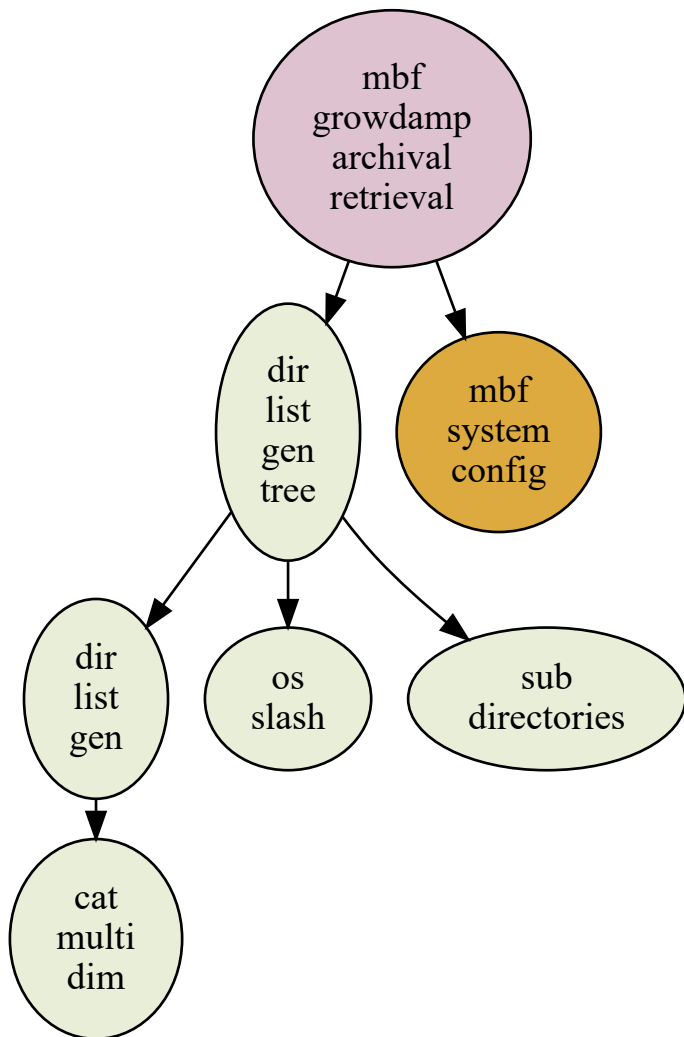 mbf
growdamp
archival
retrieval
dir
list
gen
tree
mbf
system
config
dir
list
gen
os
slash
sub
directories
cat
multi
dim